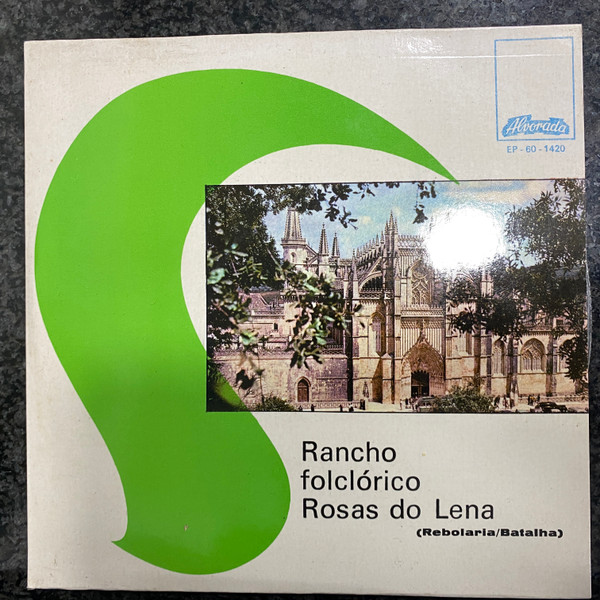 Alvorada
EP - 60 - 1420
Rancho
folclórico
Rosas do Lena
(Rebolaria/Batalha)